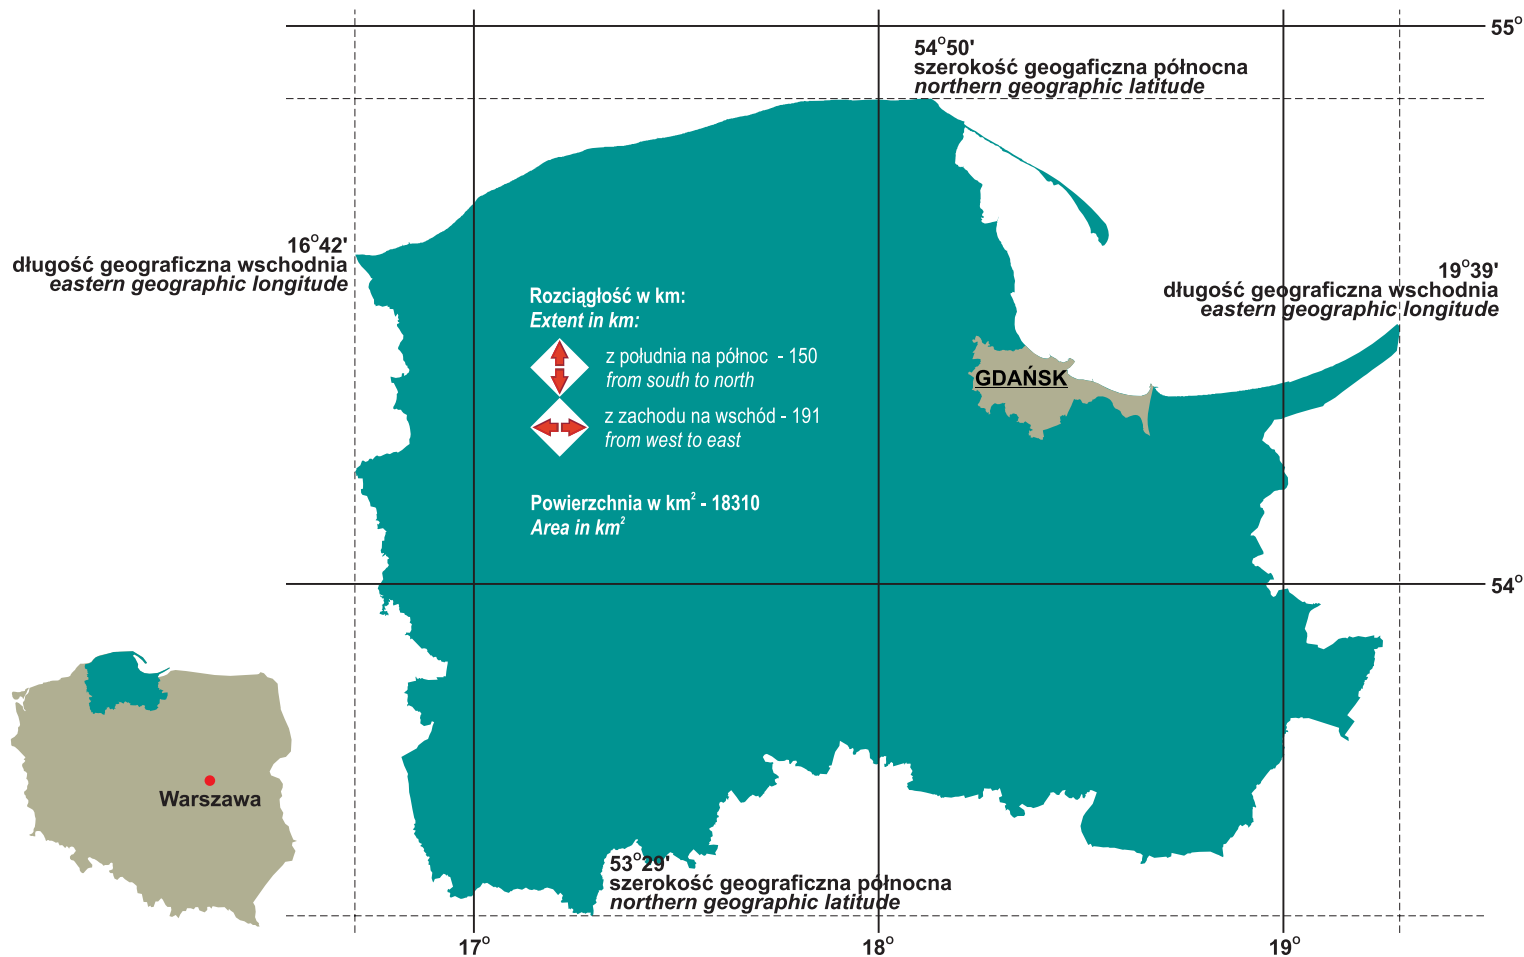 55°
54°50'
szerokość geogaficzna północna
northern geographic latitude
16°42'
długość geograficzna wschodnia
eastern geographic longitude
19°39'
długość geograficzna wschodnia
eastern geographic longitude
Rozciągłość w km:
Extent in km:
z południa na północ - 150
from south to north
z zachodu na wschód - 191
from west to east
GDAŃSK
Powierzchnia w km² - 18310
Area in km²
54°
Warszawa
53°29'
szerokość geograficzna północna
northern geographic latitude
17°
18°
19°